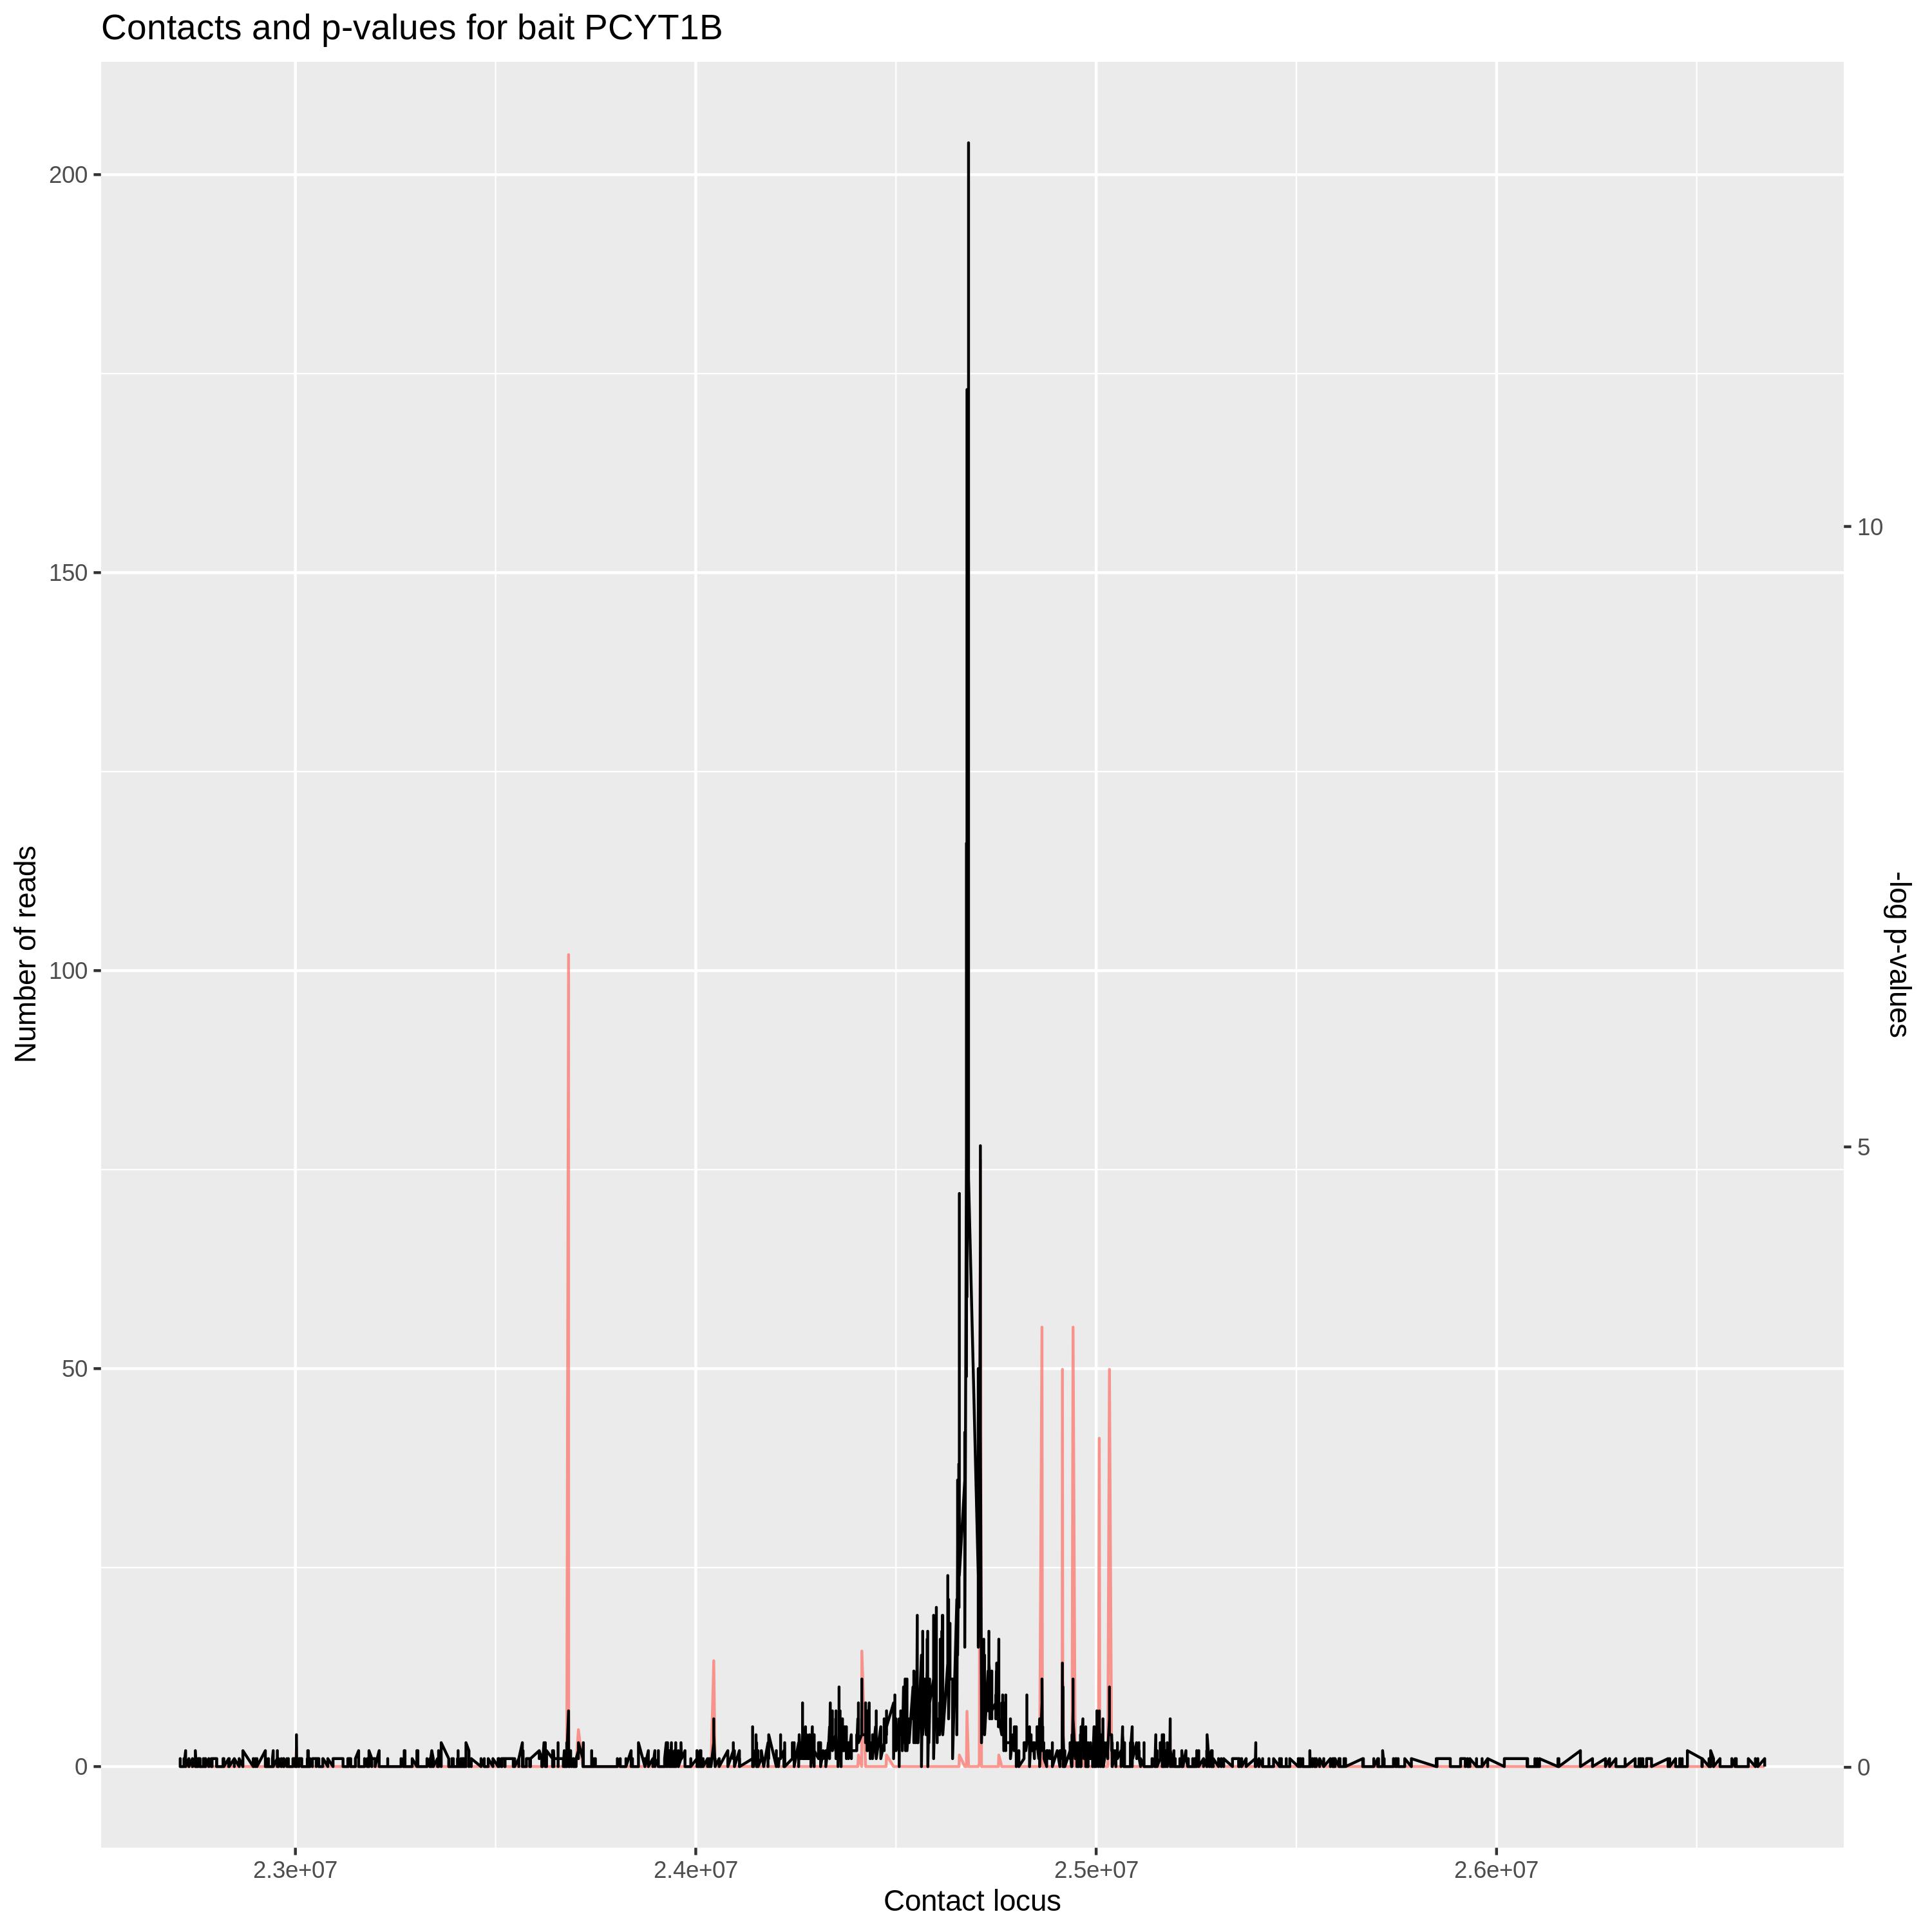 Contacts and p-values for bait PCYT1B
200
150
100
50
0
Number of reads
10
5
0
-log p-values
2.3e+07
2.4e+07
2.5e+07
2.6e+07
Contact locus